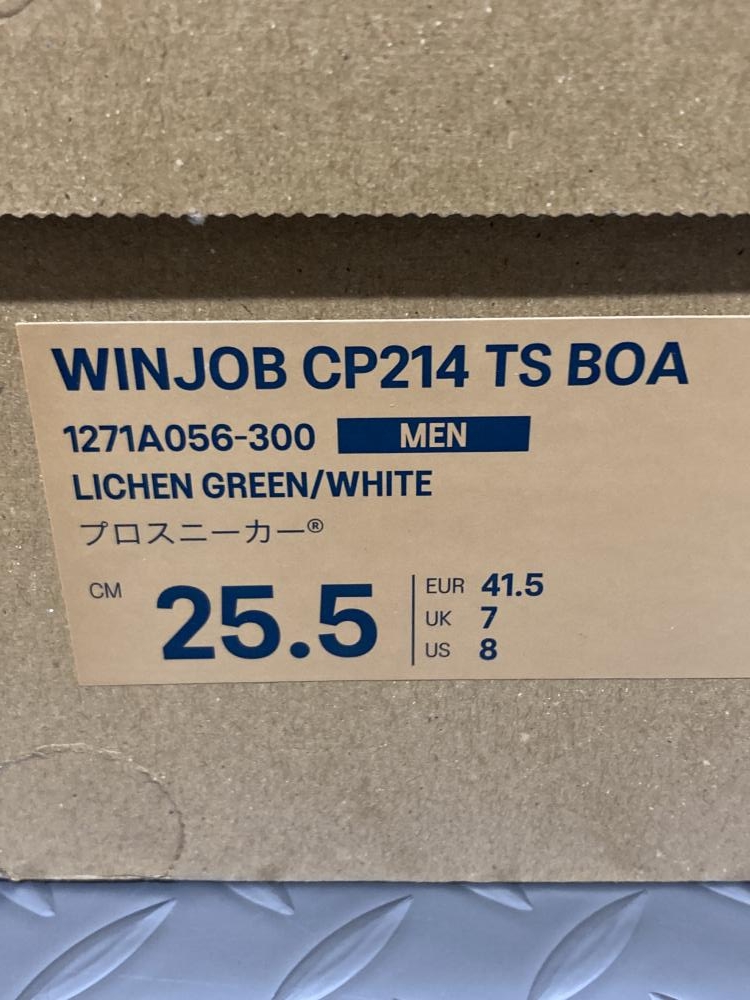 WINJOB CP214 TS BOA
1271A056-300 MEN
LICHEN GREEN/WHITE
プロスニーカー®
CM 25.5
EUR 41.5
UK 7
US 8